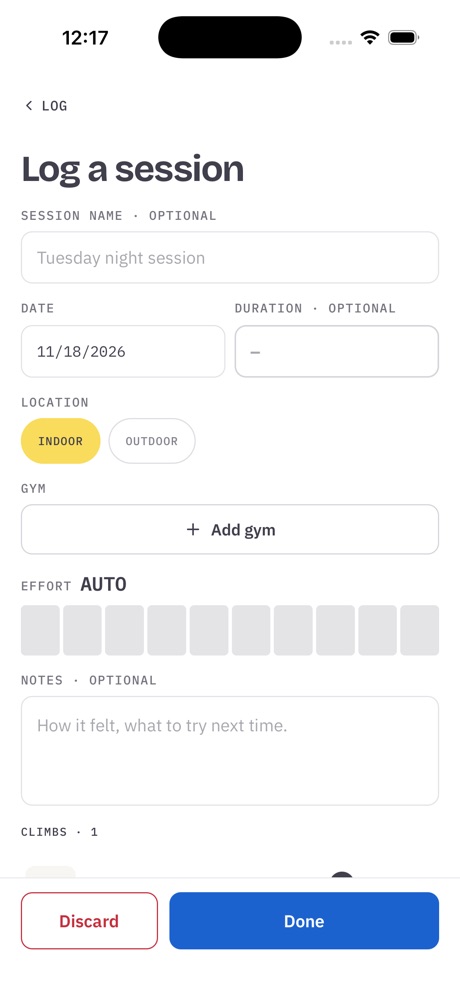 12:17
LOG
Log a session
SESSION NAME · OPTIONAL
Tuesday night session
DATE
DURATION · OPTIONAL
11/18/2026
–
LOCATION
INDOOR
OUTDOOR
GYM
+ Add gym
EFFORT AUTO
NOTES · OPTIONAL
How it felt, what to try next time.
CLIMBS · 1
Discard
Done